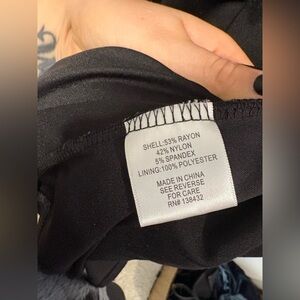 SHELL:53% RAYON
42% NYLON
5% SPANDEX
LINING:100% POLYESTER
MADE IN CHINA
SEE REVERSE
FOR CARE
RN# 138432